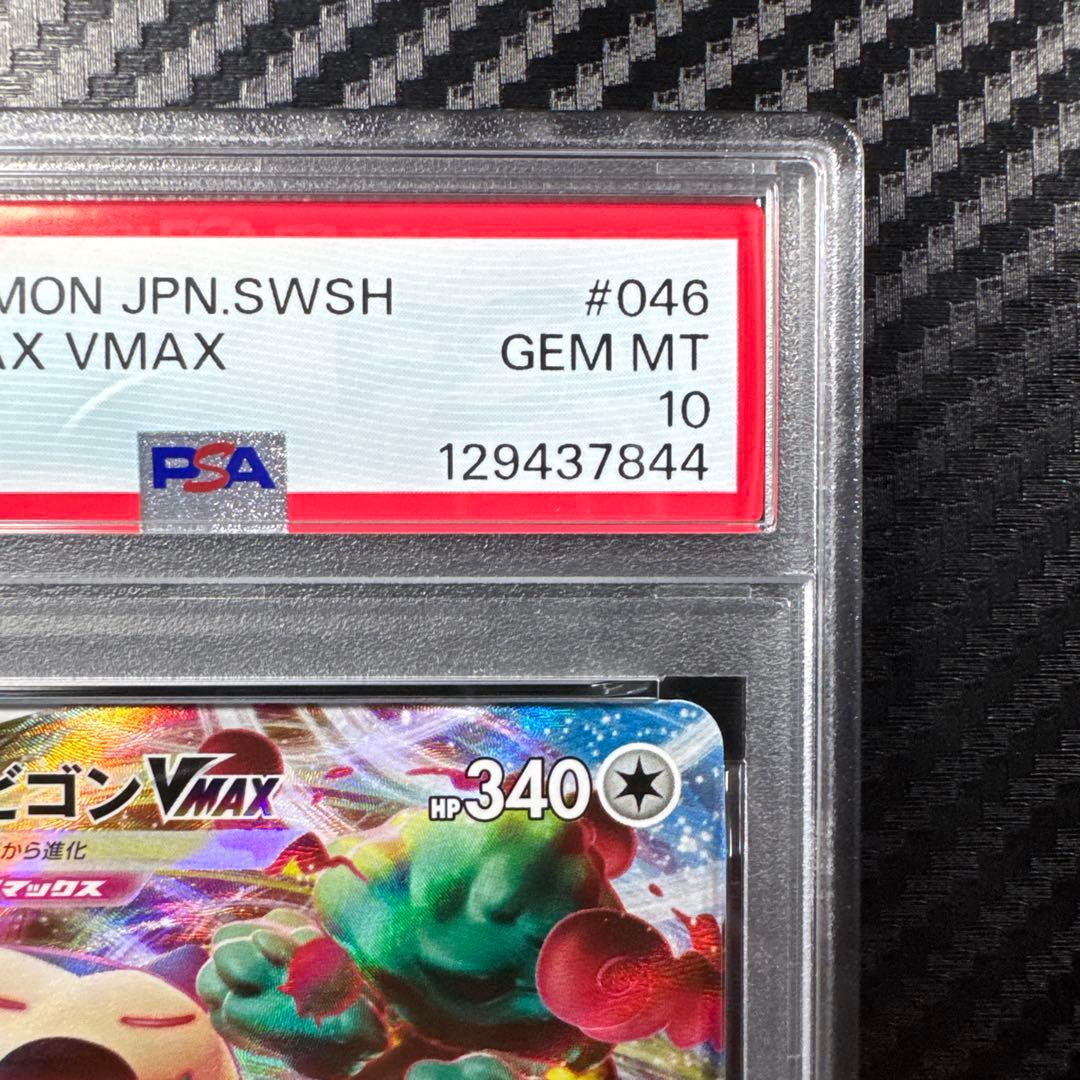 MON JPN.SWSH #046
AX VMAX GEM MT
10
PSA 129437844
ビゴンVMAX HP340
から進化
マックス